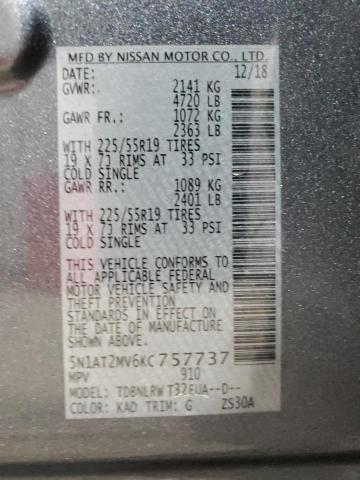 MFD BY NISSAN MOTOR CO., LTD.
DATE: 12/18
GVWR: 2141 KG
4720 LB
GAWR FR.: 1072 KG
2363 LB
WITH 225/55R19 TIRES
19 X 7J RIMS AT 33 PSI
COLD SINGLE
GAWR RR.: 1089 KG
2401 LB
WITH 225/55R19 TIRES
19 X 7J RIMS AT 33 PSI
COLD SINGLE
THIS VEHICLE CONFORMS TO
ALL APPLICABLE FEDERAL
MOTOR VEHICLE SAFETY AND
THEFT PREVENTION
STANDARDS IN EFFECT ON
THE DATE OF MANUFACTURE
SHOWN ABOVE.
5N1AT2MV6KC757737
MPV 910
MODEL: TDBNLRW T32EUA--D--
COLOR: KAD TRIM: G ZS30A